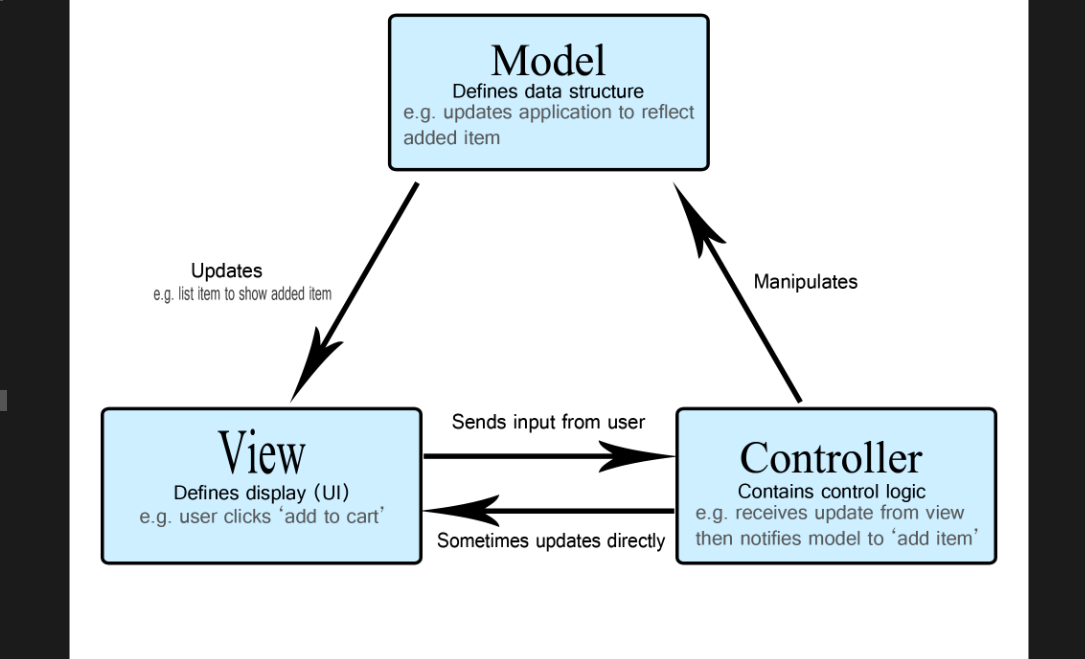 Model
Defines data structure
e.g. updates application to reflect
added item
Updates
e.g. list item to show added item
Manipulates
Sends input from user
View
Defines display (UI)
e.g. user clicks ‘add to cart’
Controller
Contains control logic
e.g. receives update from view
then notifies model to ‘add item’
Sometimes updates directly